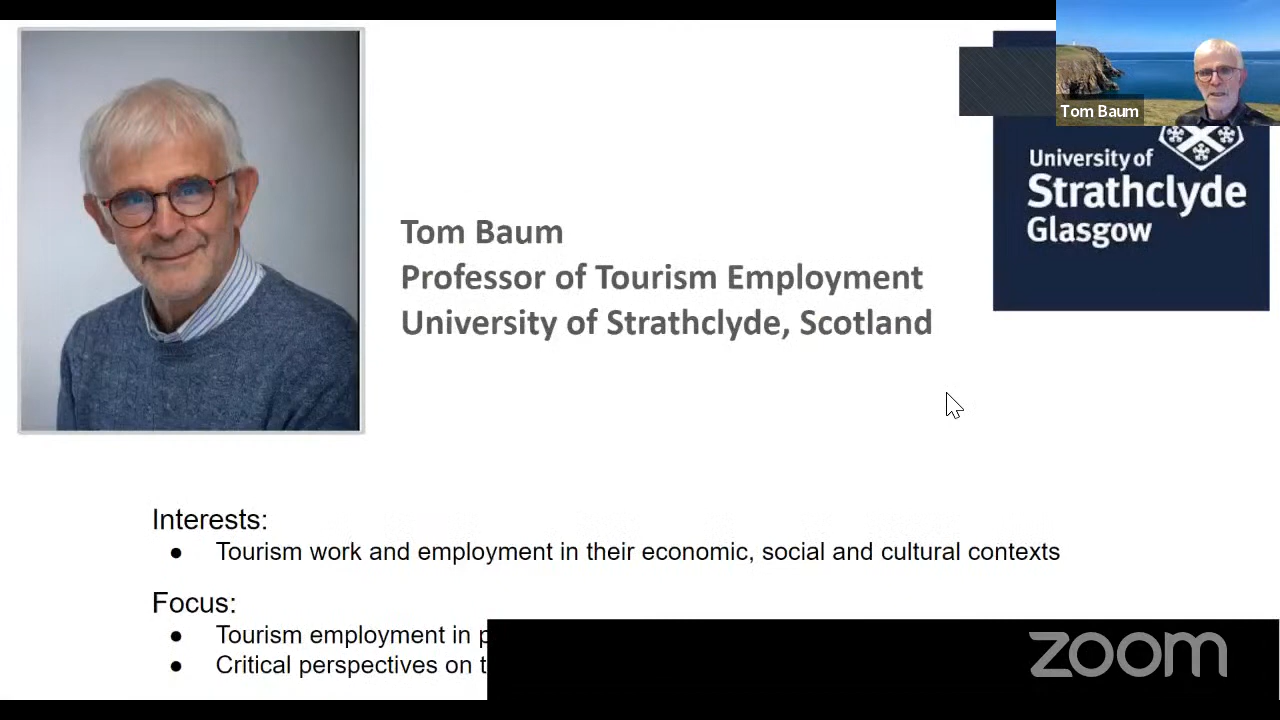 Tom Baum
University of
Strathclyde
Glasgow
Tom Baum
Professor of Tourism Employment
University of Strathclyde, Scotland
Interests:
● Tourism work and employment in their economic, social and cultural contexts
Focus:
● Tourism employment in
● Critical perspectives on
zoom